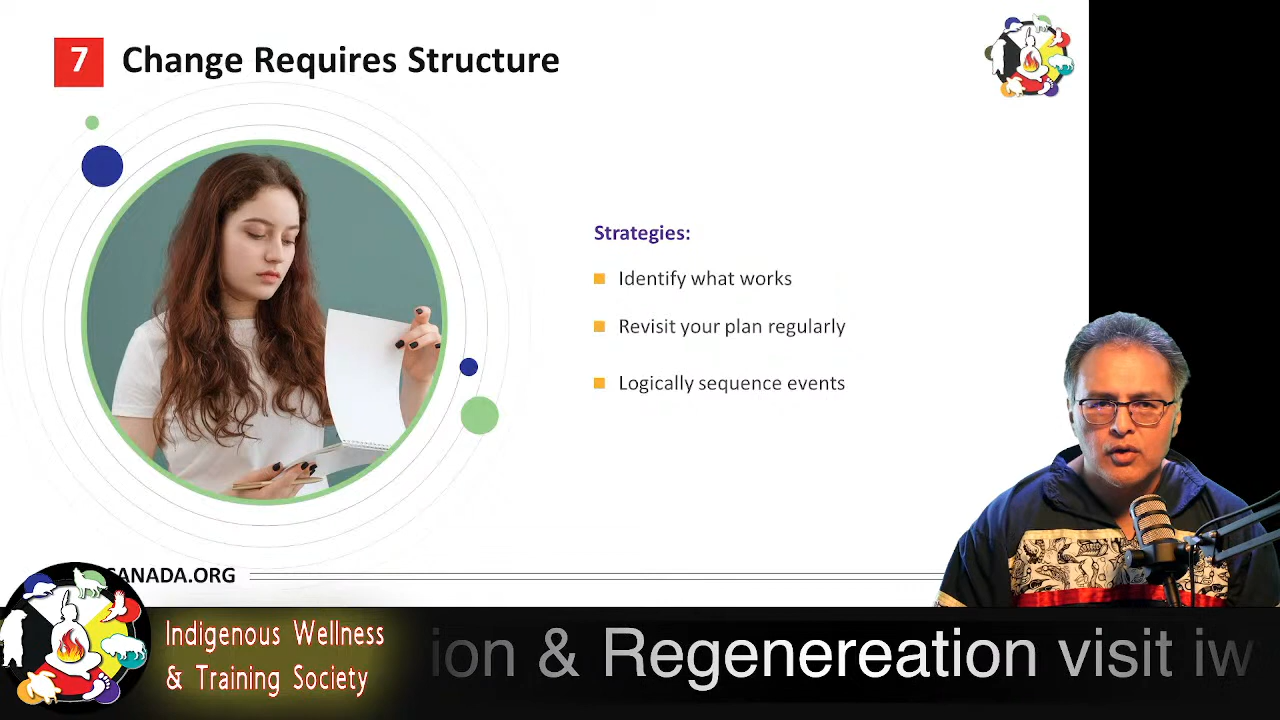 7 Change Requires Structure
Strategies:
Identify what works
Revisit your plan regularly
Logically sequence events
CANADA.ORG
Indigenous Wellness
& Training Society
ion & Regenereation visit iw